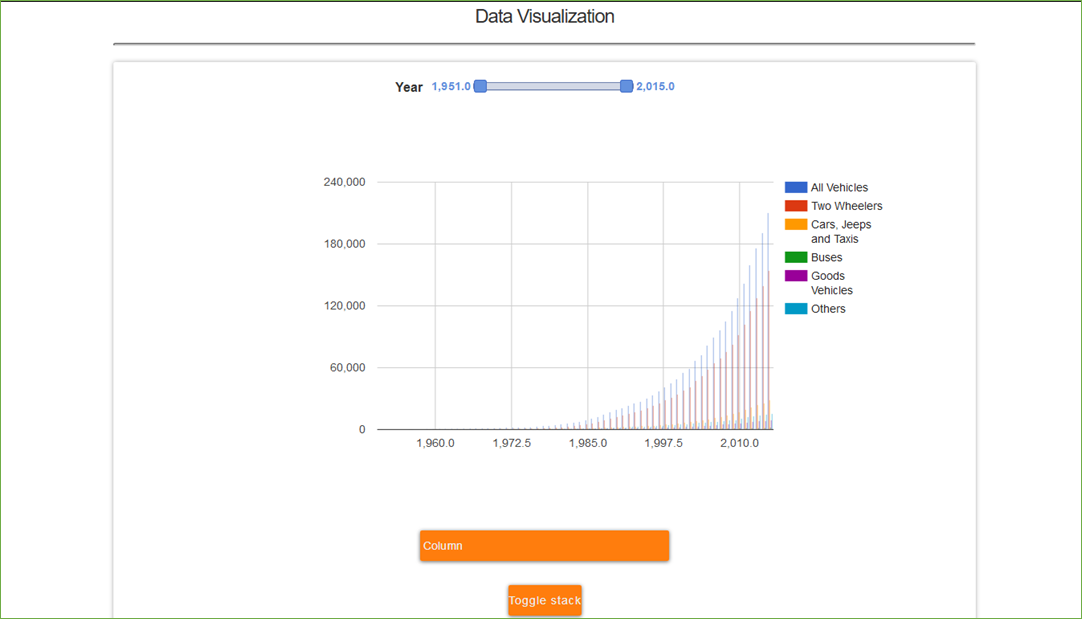 Data Visualization
Year 1,951.0 2,015.0
240,000
180,000
120,000
60,000
0
1,960.0 1,972.5 1,985.0 1,997.5 2,010.0
All Vehicles
Two Wheelers
Cars, Jeeps
and Taxis
Buses
Goods
Vehicles
Others
Column
Toggle stack